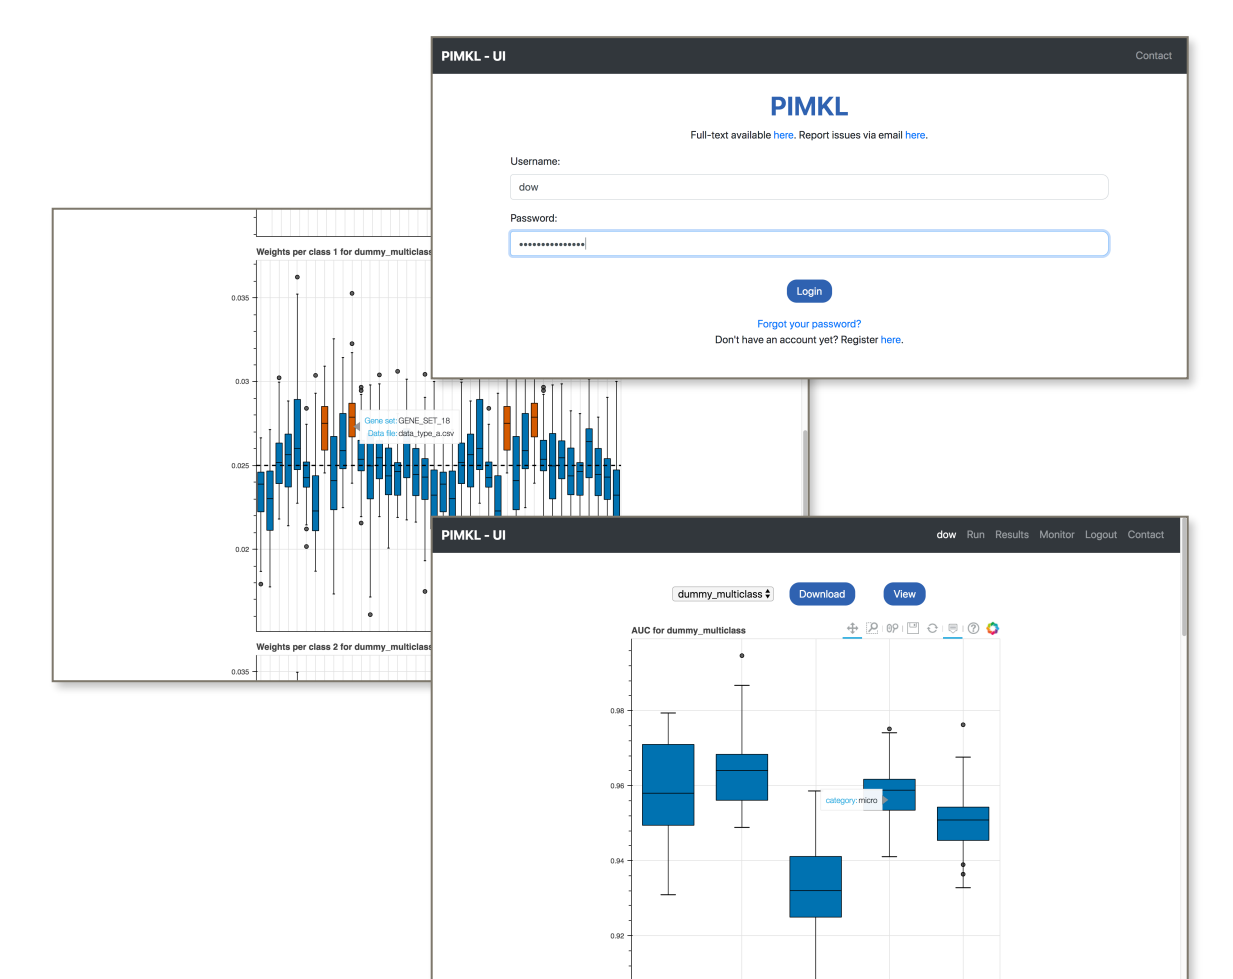 PIMKL - UI
Contact
PIMKL
Full-text available here. Report issues via email here.
Username:
dow
Password:
Login
Forgot your password?
Don't have an account yet? Register here.
Weights per class 1 for dummy_multiclass
0.035
0.03
Gene set: GENE_SET_18
Data file: data_type_a.csv
0.025
0.02
Weights per class 2 for dummy_multiclass
0.035
PIMKL - UI
dow Run Results Monitor Logout Contact
dummy_multiclass
Download
View
AUC for dummy_multiclass
0.98
0.96
category: micro
0.94
0.92